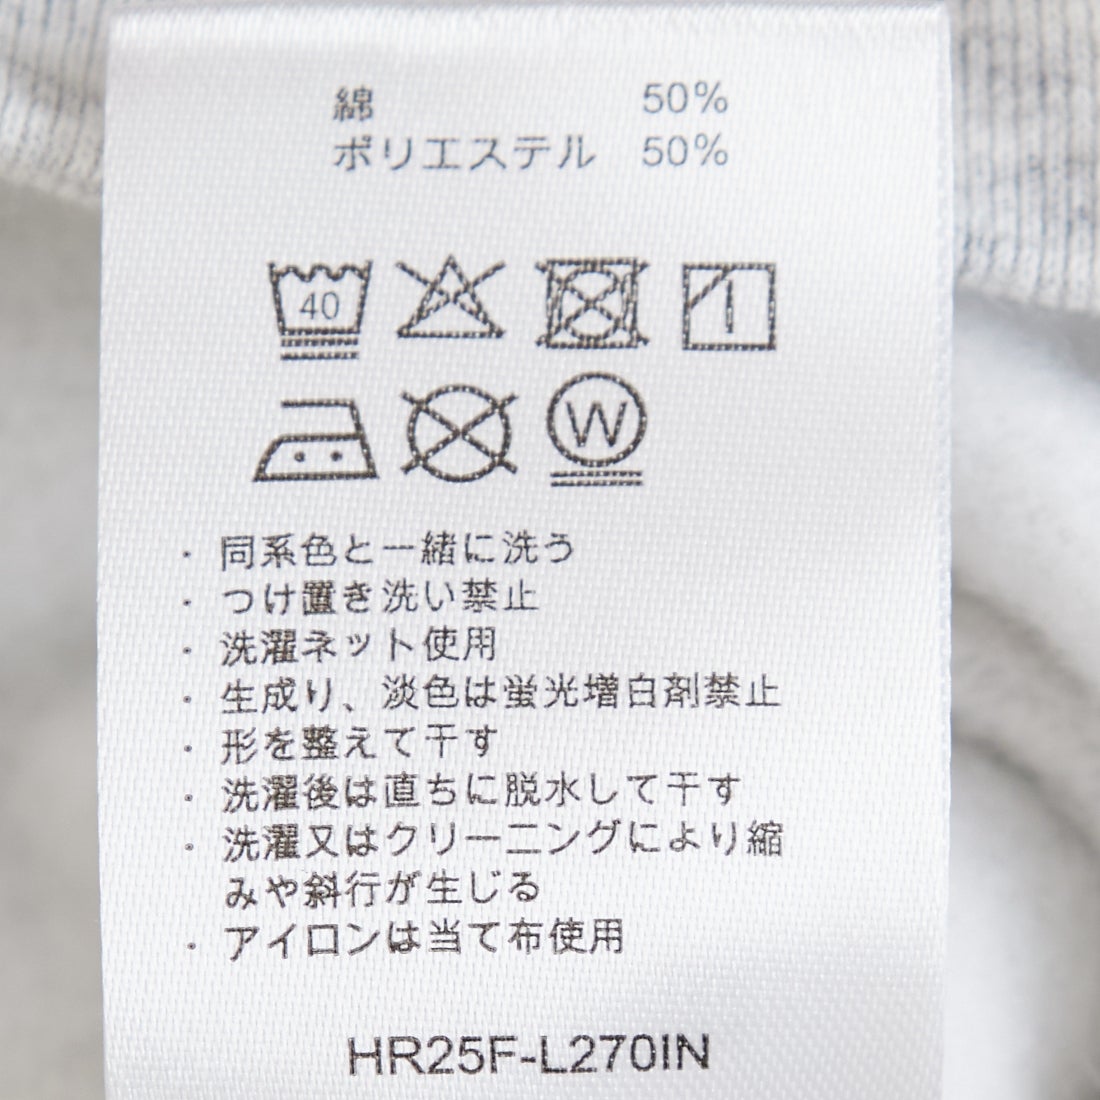 綿 50%
ポリエステル 50%
40
W
・同系色と一緒に洗う
・つけ置き洗い禁止
・洗濯ネット使用
・生成り、淡色は蛍光増白剤禁止
・形を整えて干す
・洗濯後は直ちに脱水して干す
・洗濯又はクリーニングにより縮
みや斜行が生じる
・アイロンは当て布使用
HR25F-L270IN